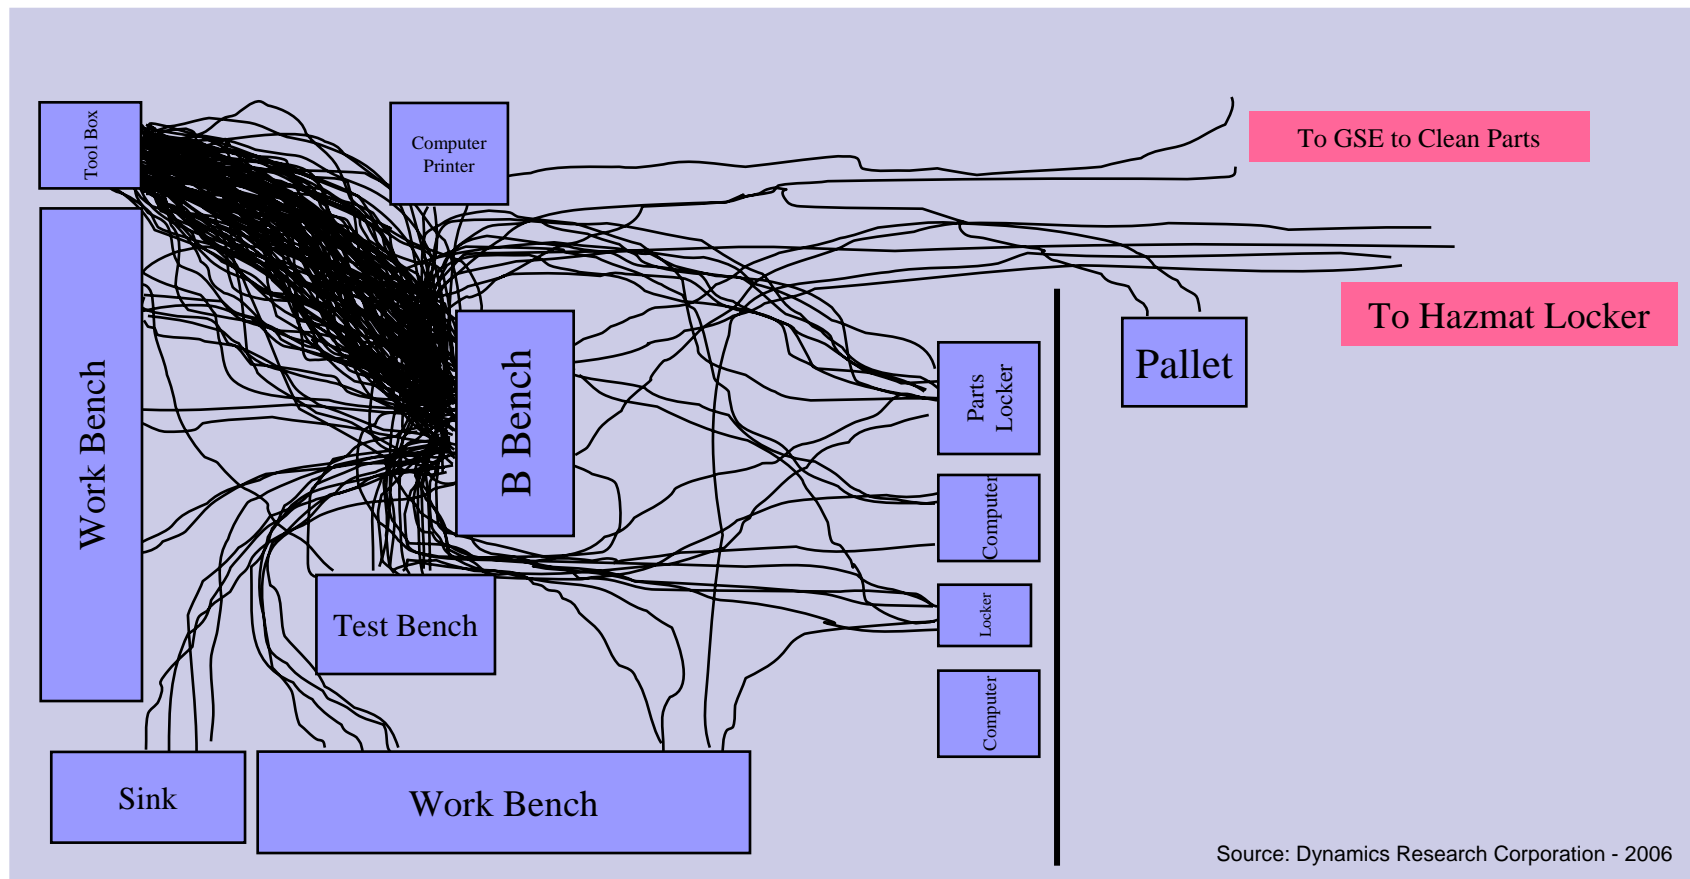 Tool Box
Computer
Printer
To GSE to Clean Parts
To Hazmat Locker
Pallet
Work Bench
B Bench
Parts
Locker
Computer
Test Bench
Locker
Computer
Sink
Work Bench
Source: Dynamics Research Corporation - 2006